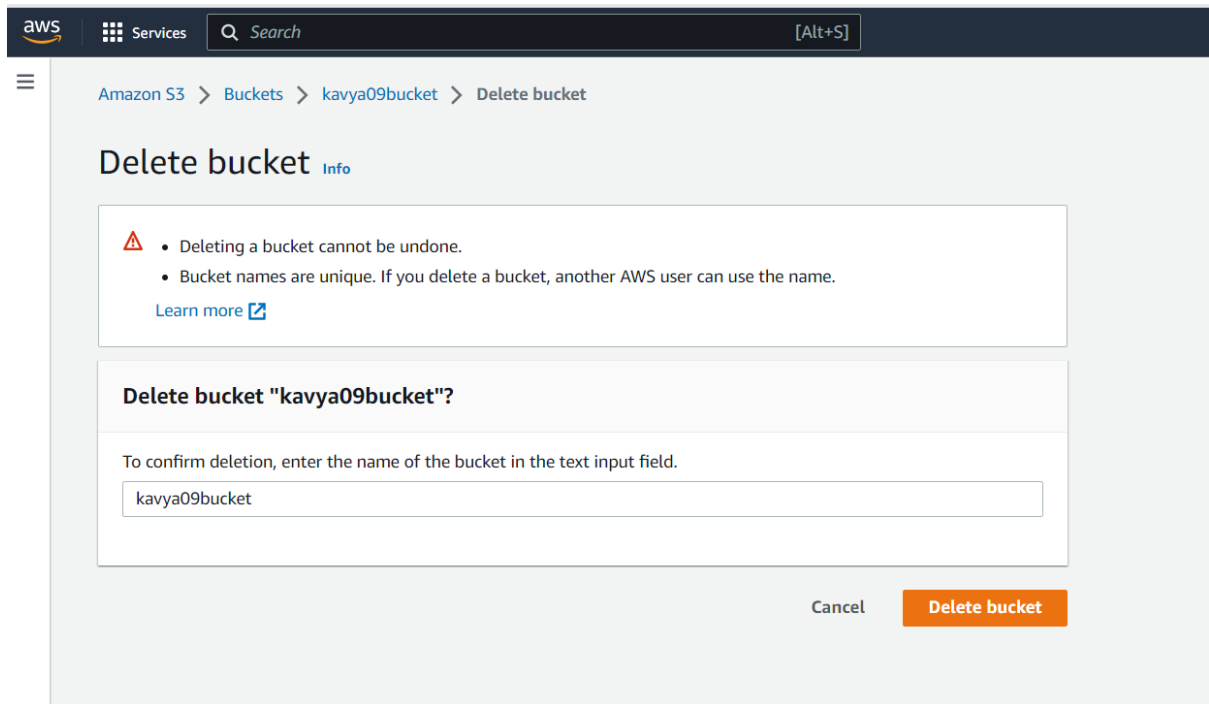 aws Services Search [Alt+S]
Amazon S3 > Buckets > kavya09bucket > Delete bucket
Delete bucket Info
• Deleting a bucket cannot be undone.
• Bucket names are unique. If you delete a bucket, another AWS user can use the name.
Learn more
Delete bucket "kavya09bucket"?
To confirm deletion, enter the name of the bucket in the text input field.
kavya09bucket
Cancel Delete bucket